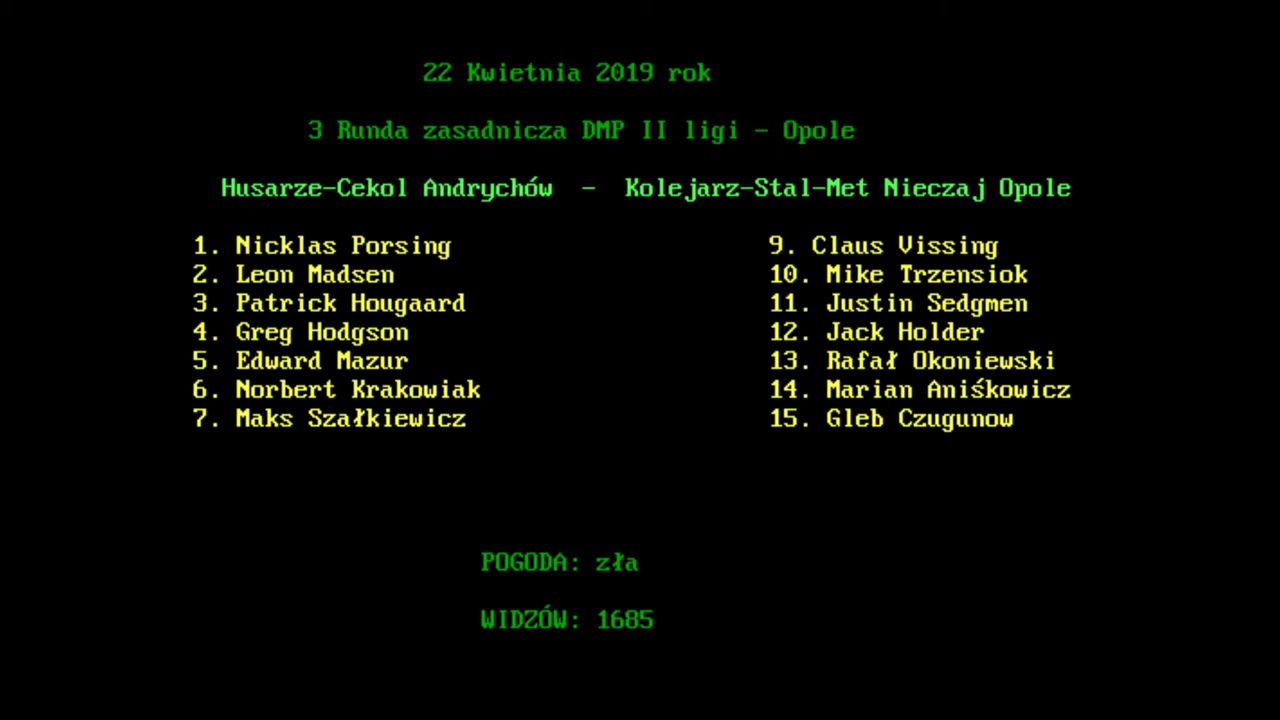 22 Kwietnia 2019 rok
3 Runda zasadnicza DMP II ligi - Opole
Husarze-Cekol Andrychów - Kolejarz-Stal-Met Nieczaj Opole
1. Nicklas Porsing 9. Claus Vissing
2. Leon Madsen 10. Mike Trzensiok
3. Patrick Hougaard 11. Justin Sedgmen
4. Greg Hodgson 12. Jack Holder
5. Edward Mazur 13. Rafał Okoniewski
6. Norbert Krakowiak 14. Marian Aniśkowicz
7. Maks Szałkiewicz 15. Gleb Czugunow
POGODA: zła
WIDZÓW: 1685